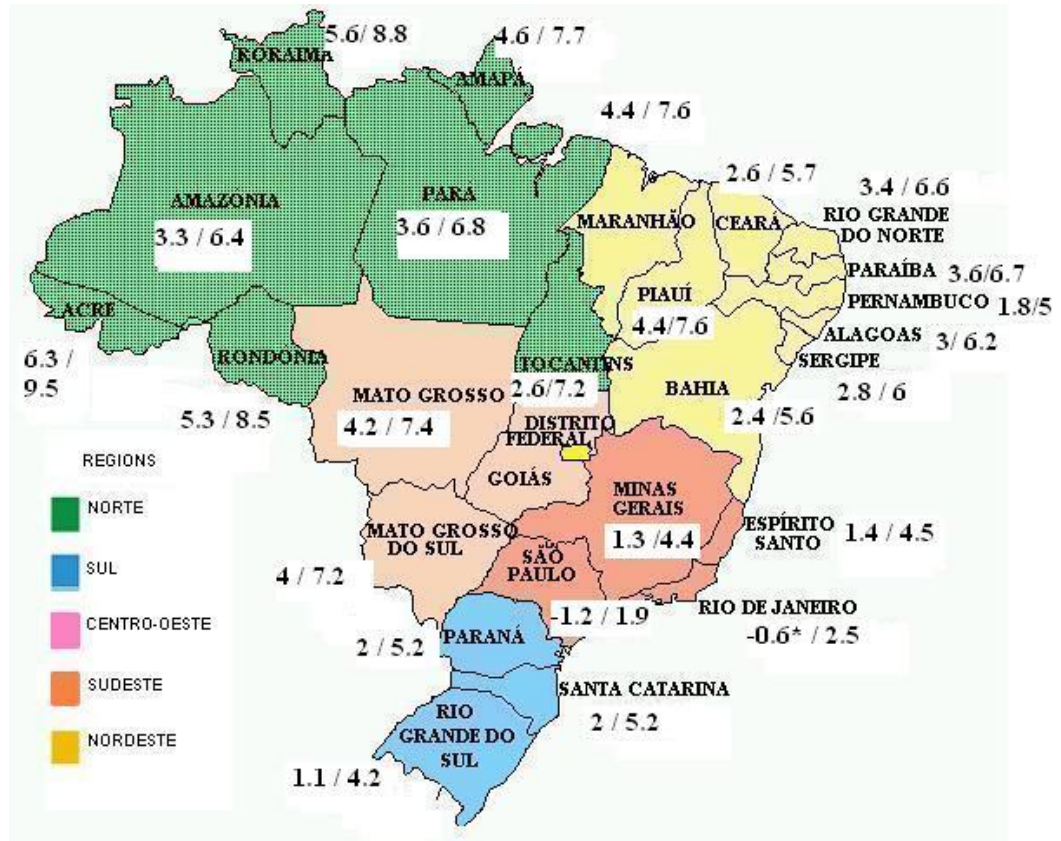 5.6/ 8.8
RORAIMA
4.6 / 7.7
AMAPÁ
4.4 / 7.6
AMAZONIA
3.3 / 6.4
PARÁ
3.6 / 6.8
MARANHÃO
2.6 / 5.7
CEARÁ
3.4 / 6.6
RIO GRANDE
DO NORTE
PARAÍBA
3.6/6.7
PERNAMBUCO
1.8/5
ALAGOAS
3/ 6.2
SERGIPE
2.8 / 6
PIAUÍ
4.4/7.6
ACRE
6.3 /
9.5
RONDONIA
5.3 / 8.5
TOCANTINS
2.6/7.2
MATO GROSSO
4.2 / 7.4
BAHIA
2.4/5.6
DISTRITO
FEDERAL
GOIÁS
MINAS
GERAIS
1.3 /4.4
ESPÍRITO
SANTO
1.4 / 4.5
MATO GROSSO
DO SUL
4 / 7.2
SÃO
PAULO
-1.2 / 1.9
RIO DE JANEIRO
-0.6* / 2.5
PARANÁ
2 / 5.2
SANTA CATARINA
2 / 5.2
RIO
GRANDE DO
SUL
1.1 / 4.2
REGIONS
NORTE
SUL
CENTRO-OESTE
SUDESTE
NORDESTE